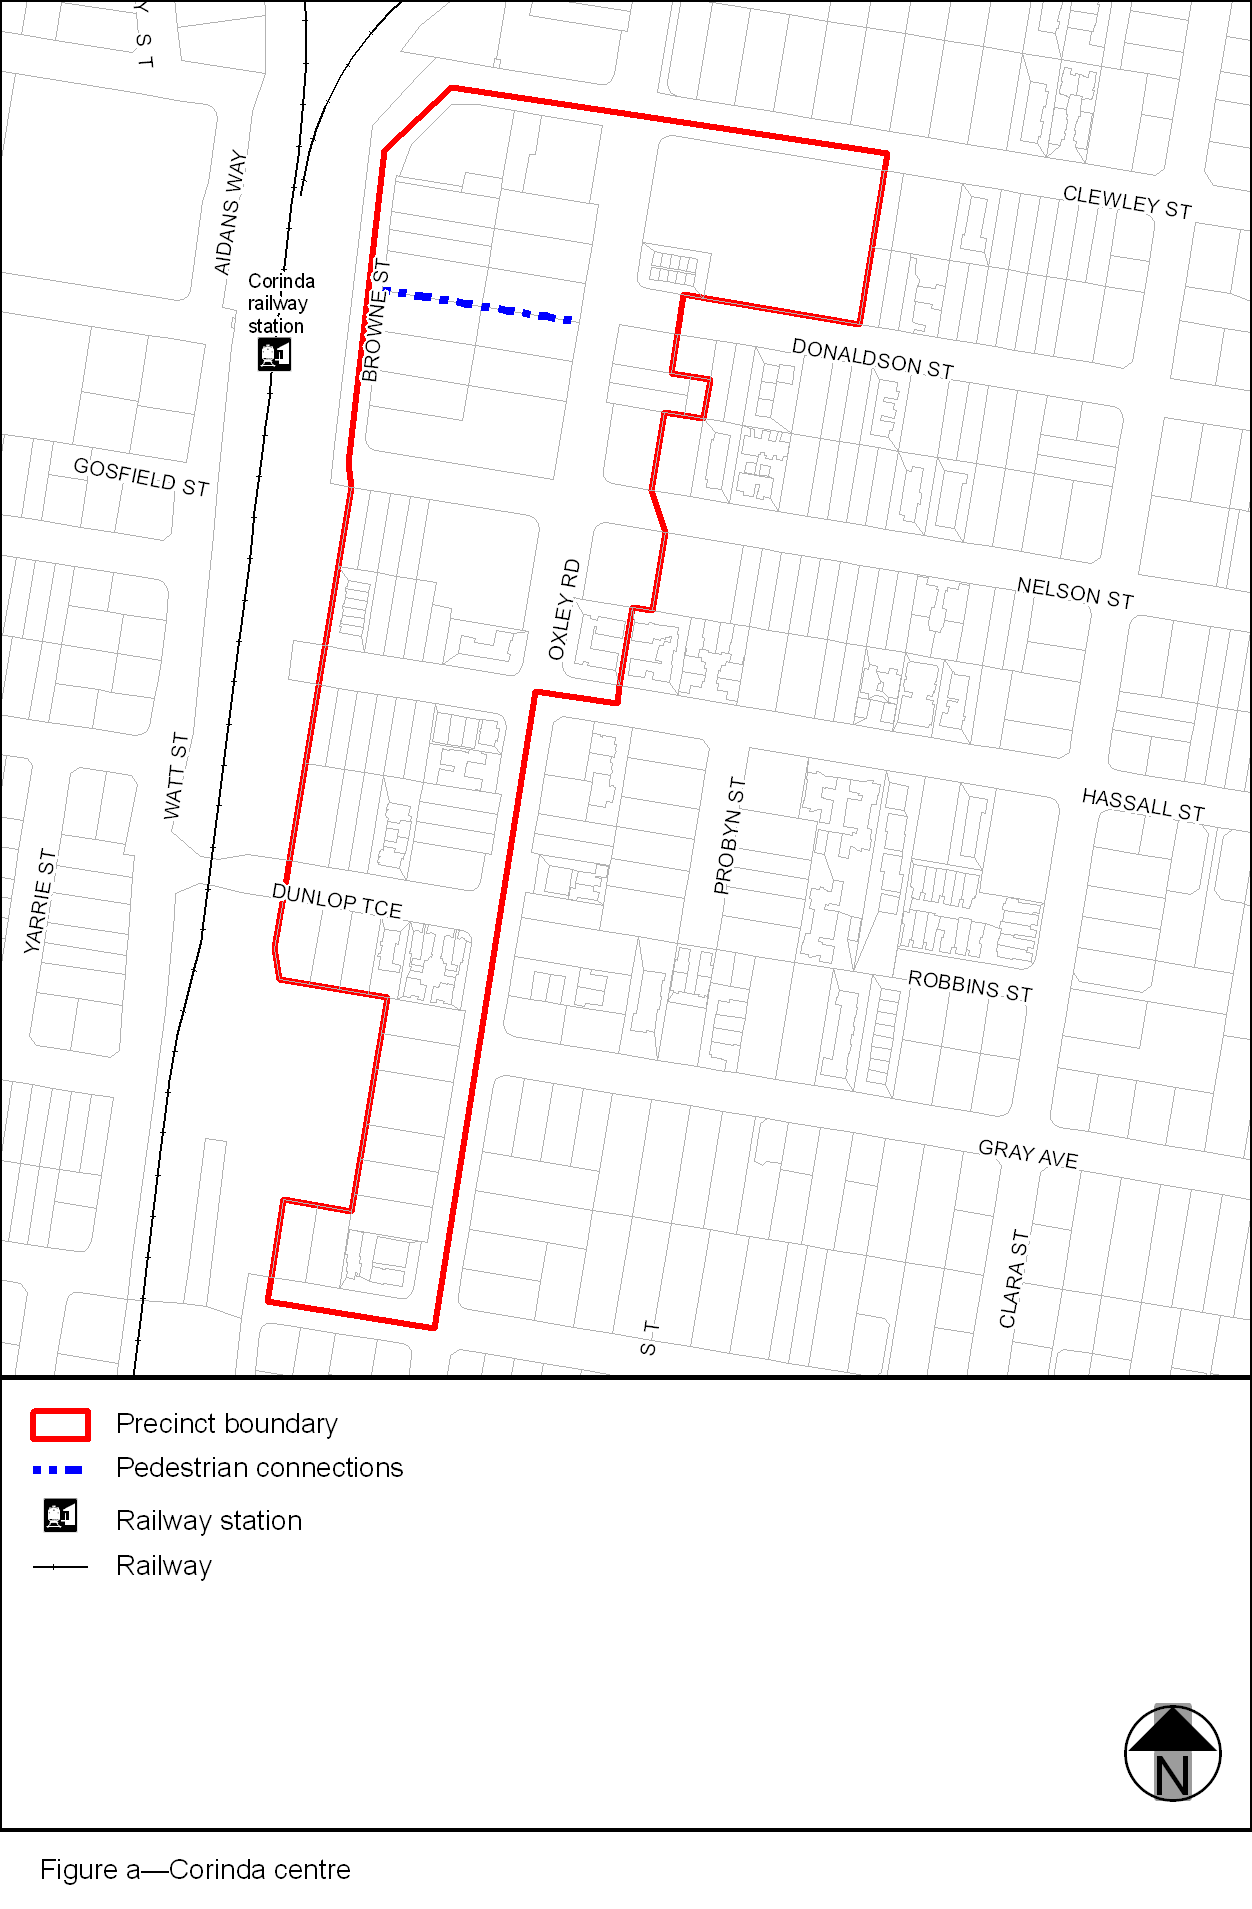 Y ST
AIDANS WAY
CLEWLEY ST
Corinda
railway
station
BROWNE ST
DONALDSON ST
GOSFIELD ST
OXLEY RD
NELSON ST
WATT ST
PROBYN ST
HASSALL ST
YARRIE ST
DUNLOP TCE
ROBBINS ST
GRAY AVE
CLARA ST
ST
Precinct boundary
Pedestrian connections
Railway station
Railway
N
Figure a—Corinda centre